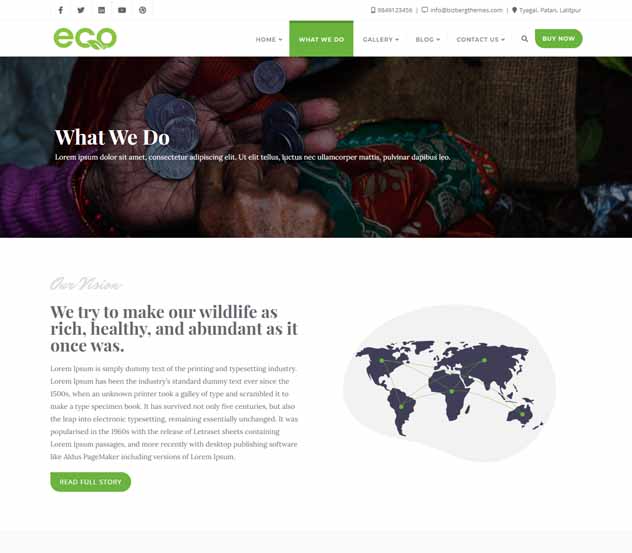 9849123456 | info@bizbergthemes.com | Tyagal, Patan, Lalitpur
eco
HOME WHAT WE DO GALLERY BLOG CONTACT US BUY NOW
What We Do
Lorem ipsum dolor sit amet, consectetur adipiscing elit. Ut elit tellus, luctus nec ullamcorper mattis, pulvinar dapibus leo.
Our Vision
We try to make our wildlife as
rich, healthy, and abundant as it
once was.
Lorem Ipsum is simply dummy text of the printing and typesetting industry.
Lorem Ipsum has been the industry's standard dummy text ever since the
1500s, when an unknown printer took a galley of type and scrambled it to
make a type specimen book. It has survived not only five centuries, but also
the leap into electronic typesetting, remaining essentially unchanged. It was
popularised in the 1960s with the release of Letraset sheets containing
Lorem Ipsum passages, and more recently with desktop publishing software
like Aldus PageMaker including versions of Lorem Ipsum.
READ FULL STORY